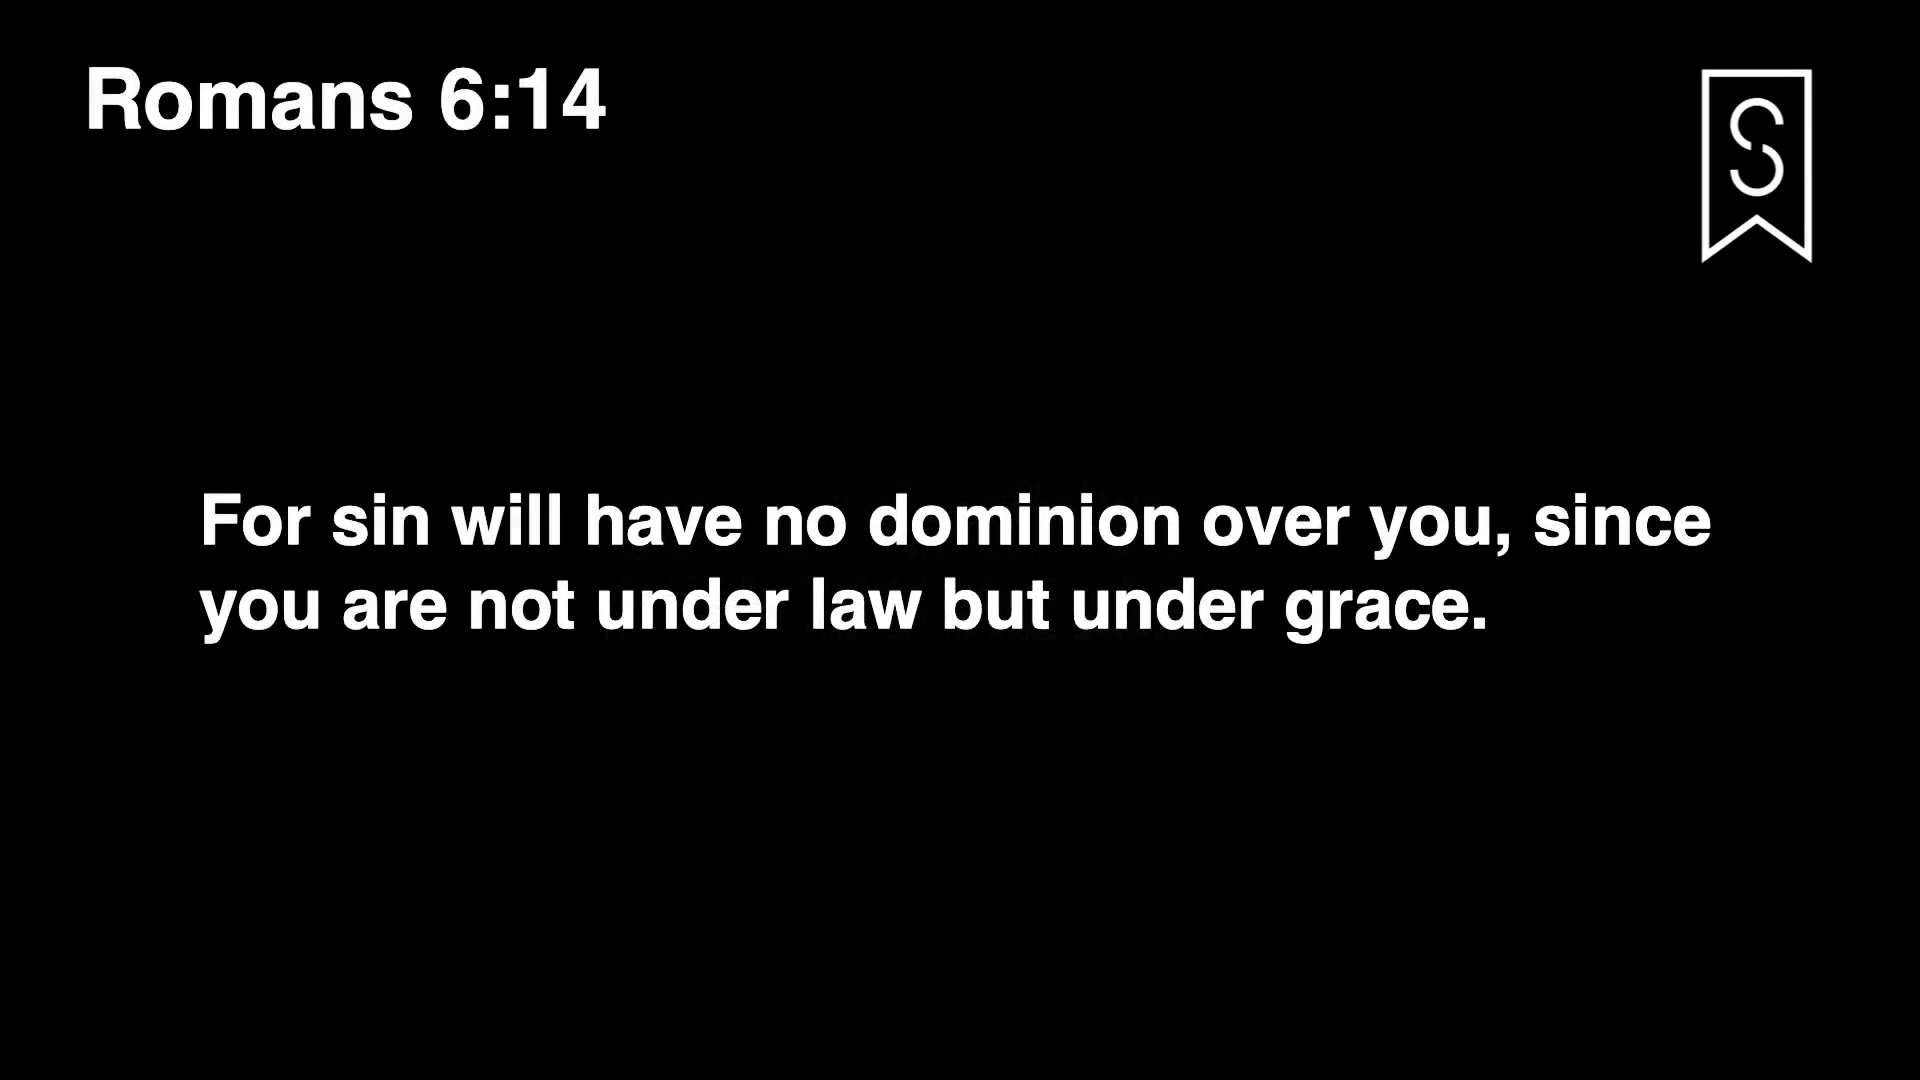 Romans 6:14
S
For sin will have no dominion over you, since
you are not under law but under grace.